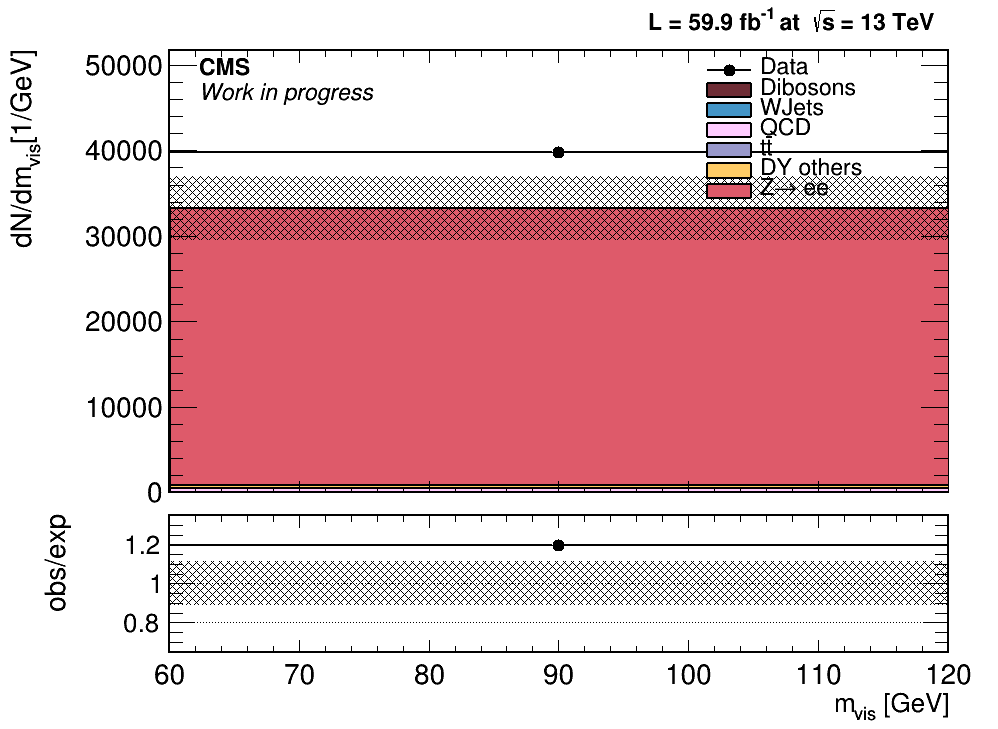 L = 59.9 fb⁻¹ at √s = 13 TeV
dN/dm_vis[1/GeV]
50000
40000
30000
20000
10000
0
CMS
Work in progress
Data
Dibosons
WJets
QCD
tt̄
DY others
Z→ ee
obs/exp
1.2
1
0.8
60 70 80 90 100 110 120
m_vis [GeV]